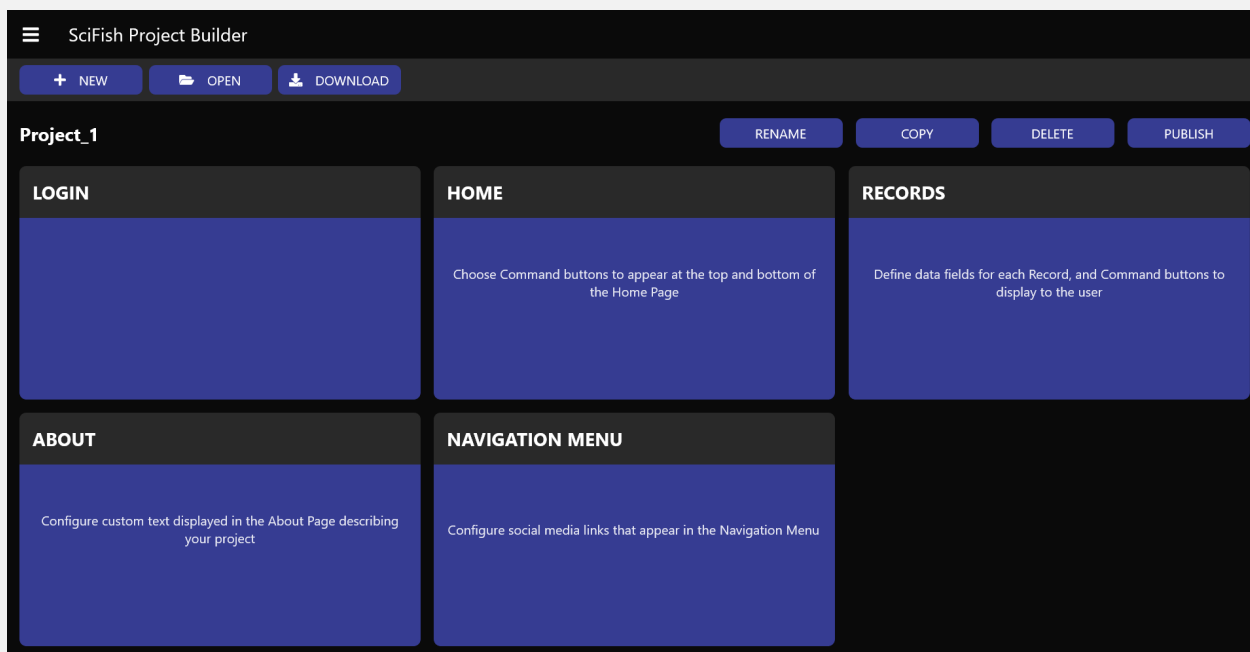 SciFish Project Builder
NEW OPEN DOWNLOAD
Project_1
RENAME COPY DELETE PUBLISH
LOGIN
HOME
Choose Command buttons to appear at the top and bottom of
the Home Page
RECORDS
Define data fields for each Record, and Command buttons to
display to the user
ABOUT
Configure custom text displayed in the About Page describing
your project
NAVIGATION MENU
Configure social media links that appear in the Navigation Menu